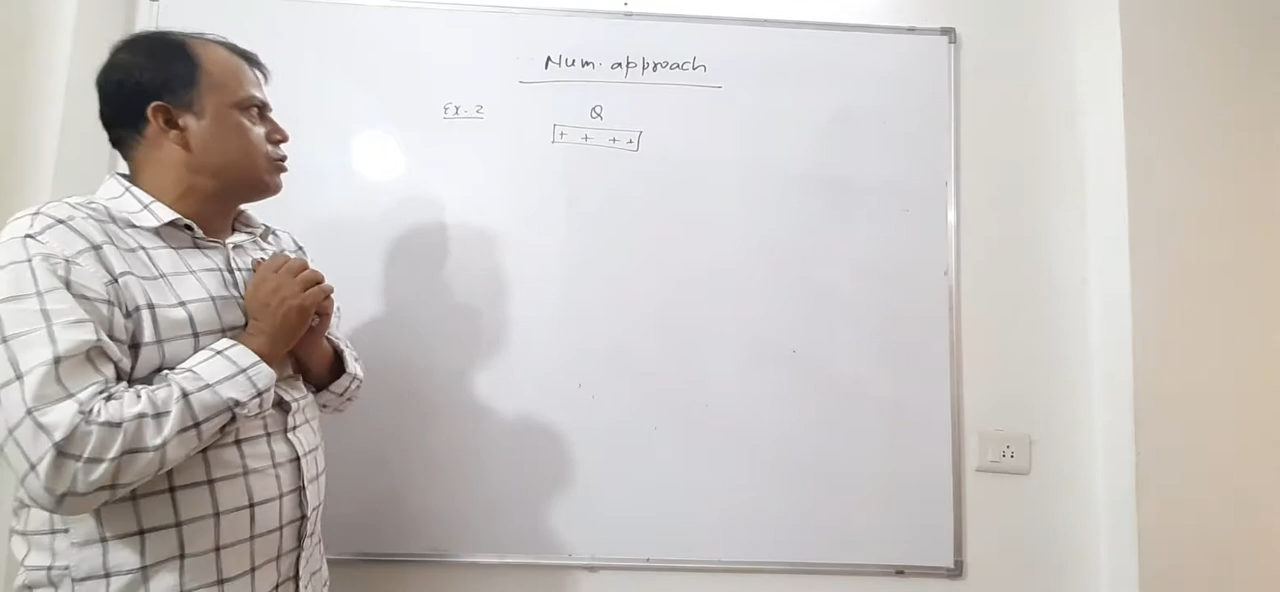 Num. approach
Ex. 2
Q
+ + + +